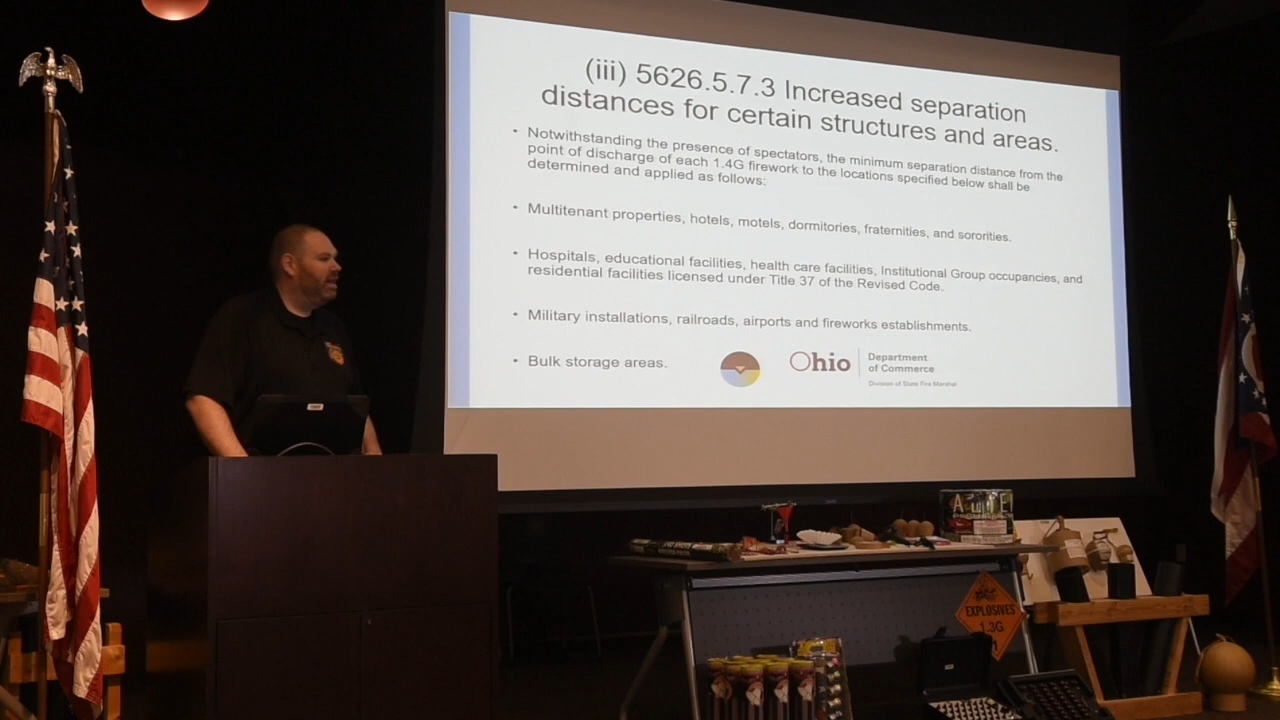 (iii) 5626.5.7.3 Increased separation
distances for certain structures and areas.
• Notwithstanding the presence of spectators, the minimum separation distance from the
point of discharge of each 1.4G firework to the locations specified below shall be
determined and applied as follows:
• Multitenant properties, hotels, motels, dormitories, fraternities, and sororities.
• Hospitals, educational facilities, health care facilities, Institutional Group occupancies, and
residential facilities licensed under Title 37 of the Revised Code.
• Military installations, railroads, airports and fireworks establishments.
• Bulk storage areas.
Ohio
Department
of Commerce
Division of State Fire Marshal
EXPLOSIVES
1.3G